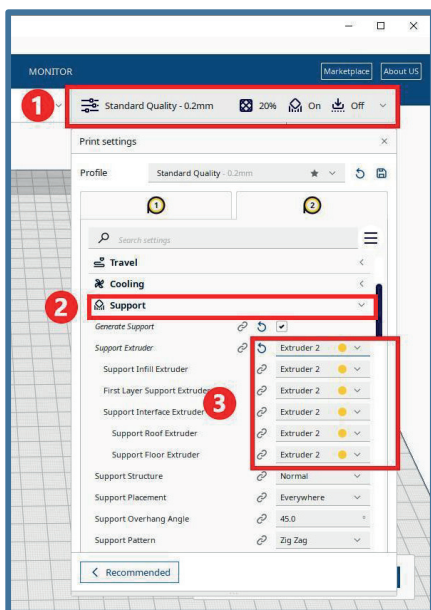 MONITOR
Marketplace
About US
1
Standard Quality - 0.2mm
20%
On
Off
Print settings
Profile
Standard Quality - 0.2mm
1
2
Search settings
Travel
Cooling
2
Support
Generate Support
Support Extruder
Extruder 2
Support Infill Extruder
Extruder 2
First Layer Support Extruder
Extruder 2
3
Support Interface Extruder
Extruder 2
Support Roof Extruder
Extruder 2
Support Floor Extruder
Extruder 2
Support Structure
Normal
Support Placement
Everywhere
Support Overhang Angle
45.0 °
Support Pattern
Zig Zag
Recommended